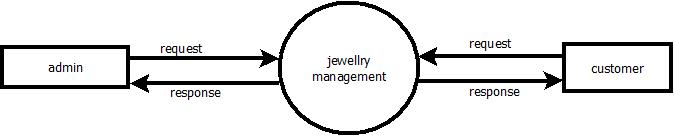 request
admin
response
jewellry
management
request
customer
response